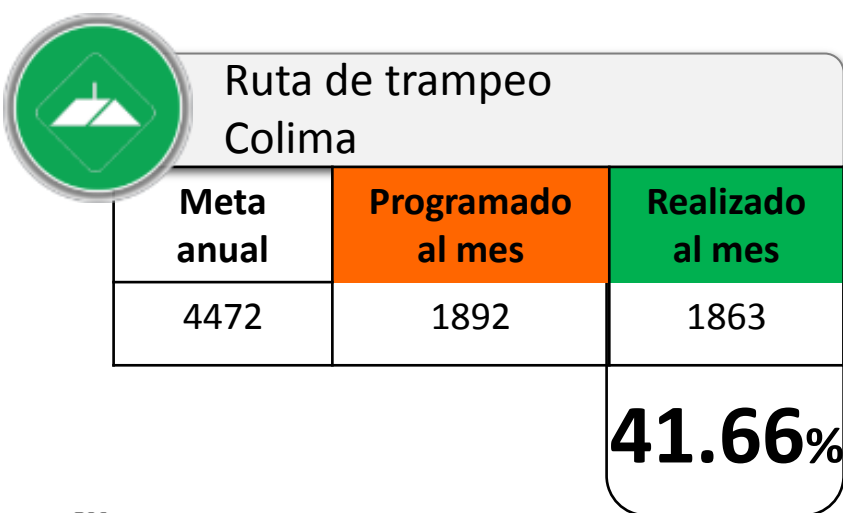 Ruta de trampeo
Colima
Meta anual
Programado al mes
Realizado al mes
4472
1892
1863
41.66%